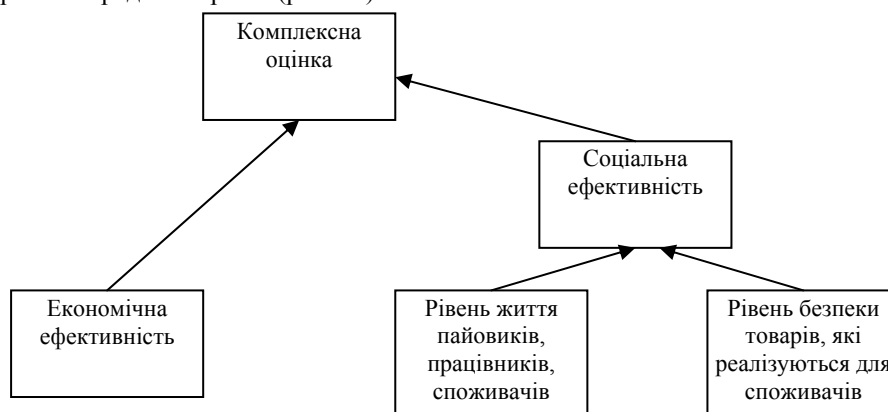 Комплексна
оцінка
Соціальна
ефективність
Економічна
ефективність
Рівень життя
пайовиків,
працівників,
споживачів
Рівень безпеки
товарів, які
реалізуються для
споживачів